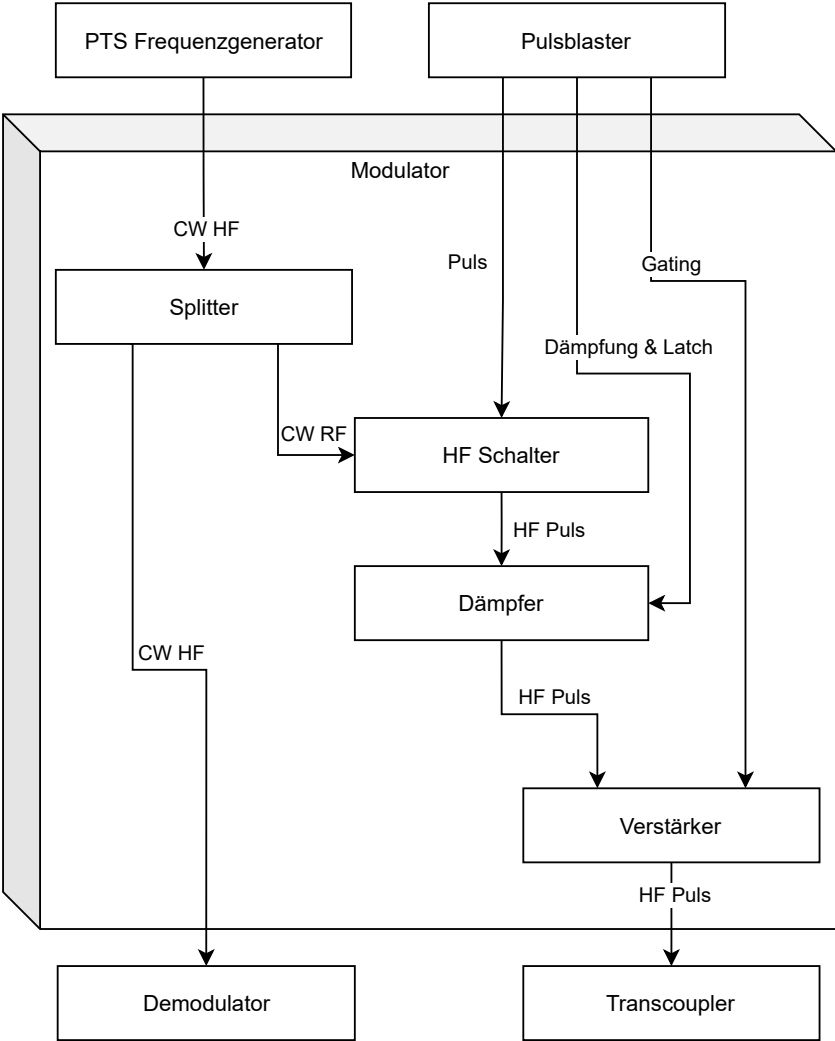 PTS Frequenzgenerator
Pulsblaster
Modulator
CW HF
Puls
Gating
Splitter
Dämpfung & Latch
CW RF
HF Schalter
HF Puls
Dämpfer
CW HF
HF Puls
Verstärker
HF Puls
Demodulator
Transcoupler